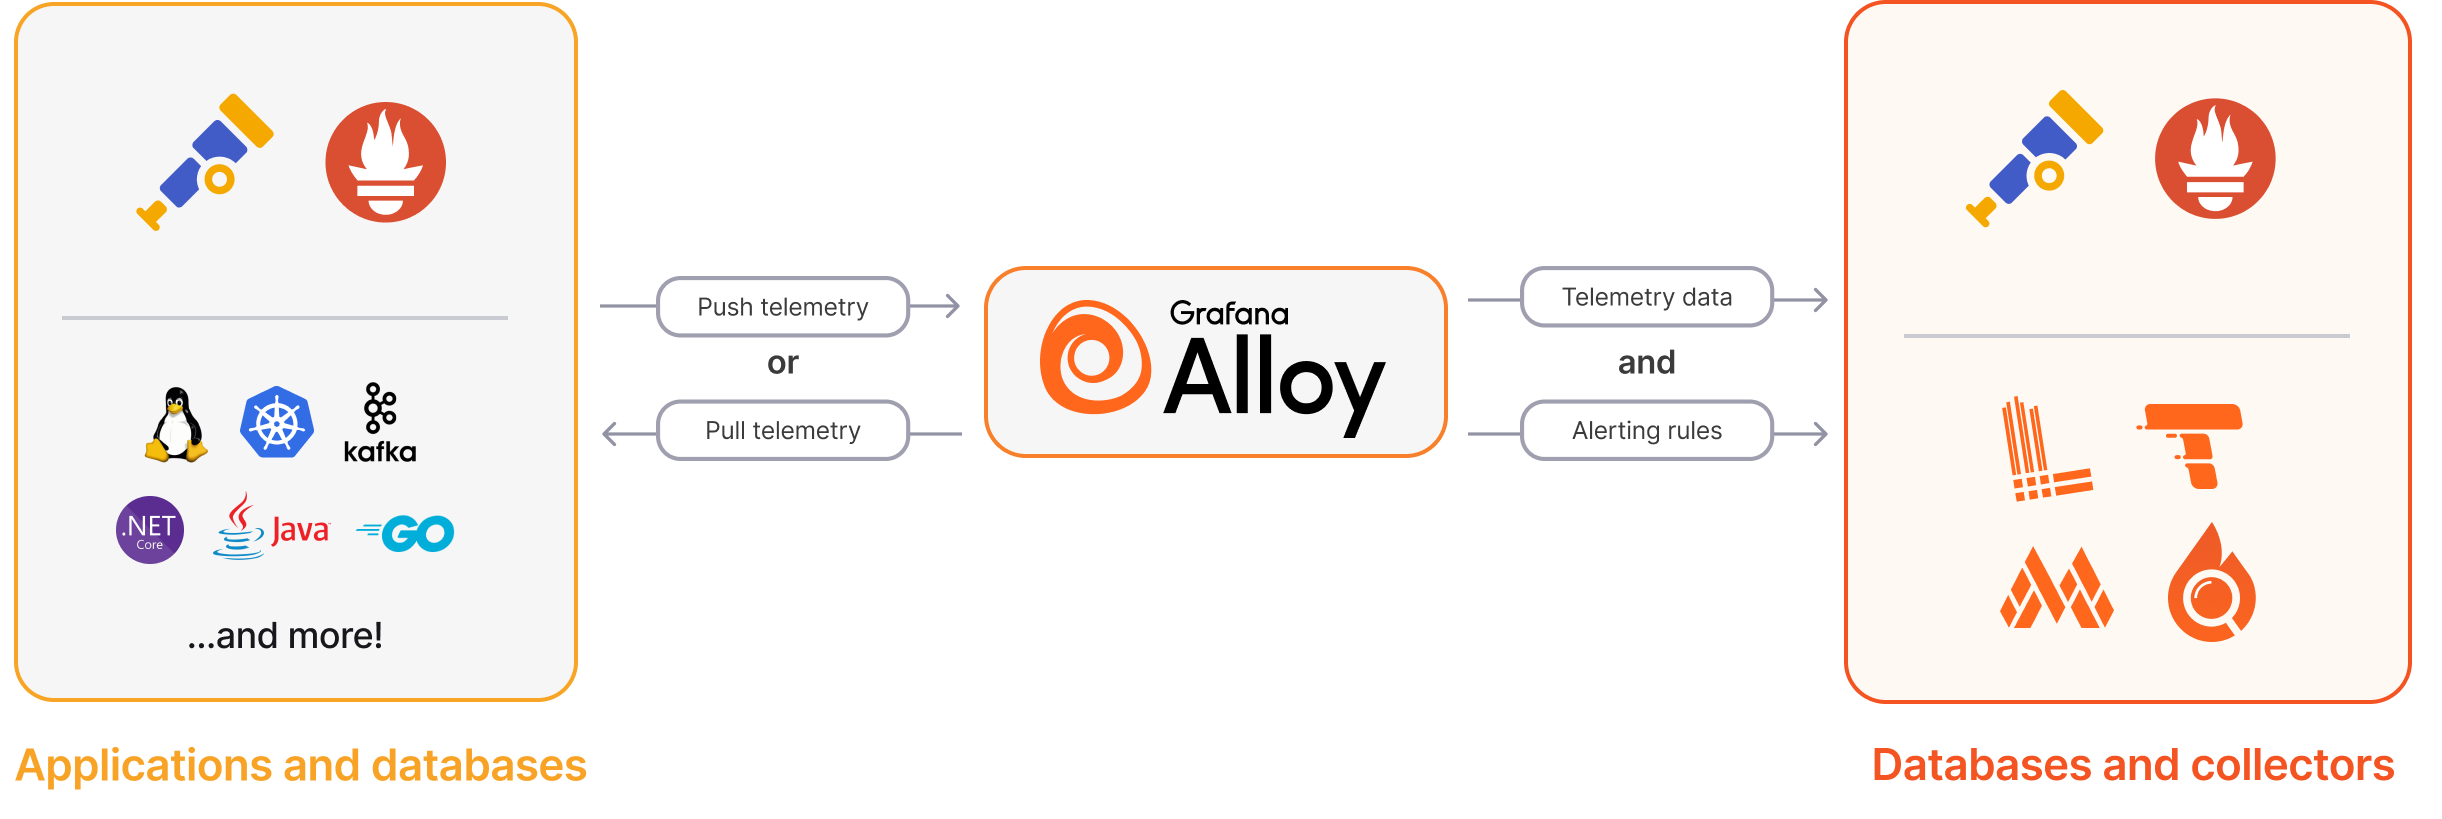 kafka
.NET
Core
Java
GO
...and more!
Applications and databases
Push telemetry
or
Pull telemetry
Grafana
Alloy
Telemetry data
and
Alerting rules
Databases and collectors